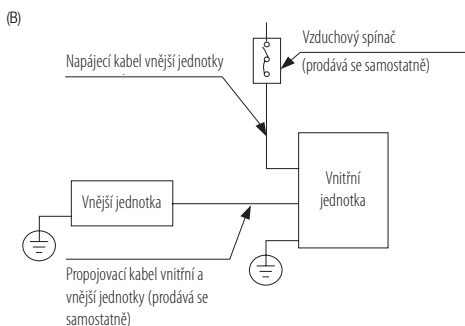 (B)
Vzduchový spínač
(prodává se samostatně)
Napájecí kabel vnější jednotky
Vnitřní
jednotka
Vnější jednotka
Propojovací kabel vnitřní a
vnější jednotky (prodává se
samostatně)